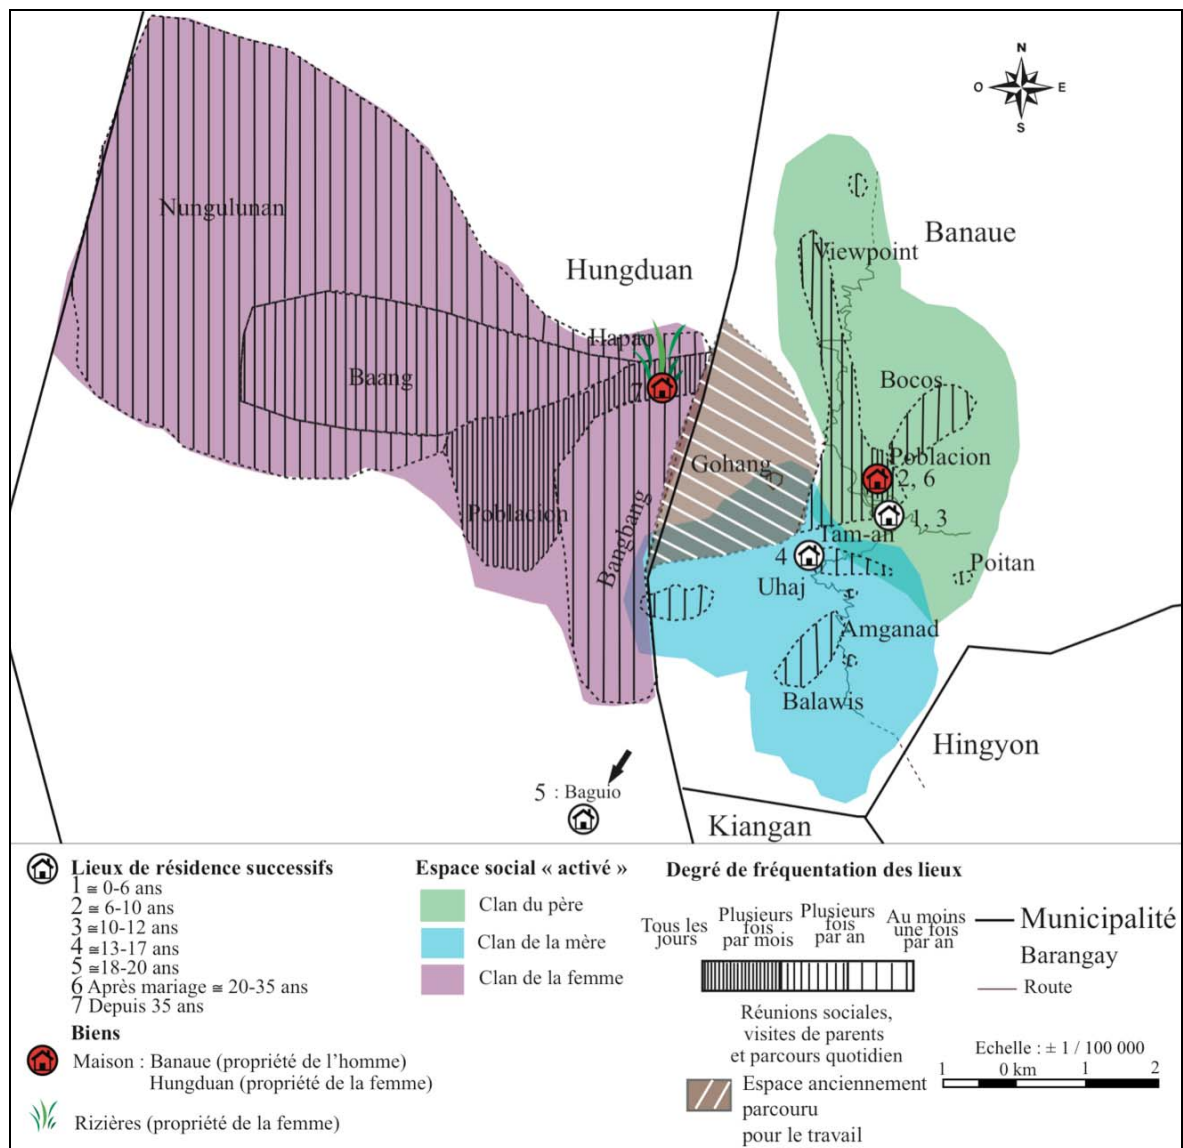 N
O E
S
Nungulunan
Banaue
Viewpoint
Hungduan
Hapao
Baang
Bocos
7
Gohang
Poblacion
2, 6
Poblacion
1, 3
Bangbang
Tam-an
4
Uhaj
Poitan
Amganad
Balawis
Hingyon
5 : Baguio
Kiangan
Lieux de résidence successifs
1 ≅ 0-6 ans
2 ≅ 6-10 ans
3 ≅10-12 ans
4 ≅13-17 ans
5 ≅18-20 ans
6 Après mariage ≅ 20-35 ans
7 Depuis 35 ans
Biens
Maison : Banaue (propriété de l’homme)
Hungduan (propriété de la femme)
Rizières (propriété de la femme)
Espace social « activé »
Clan du père
Clan de la mère
Clan de la femme
Degré de fréquentation des lieux
Tous les
jours
Plusieurs
fois
par mois
Plusieurs
fois
par an
Au moins
une fois
par an
Réunions sociales,
visites de parents
et parcours quotidien
Espace anciennement
parcouru
pour le travail
Municipalité
Barangay
Route
Echelle : ± 1 / 100 000
1 0 km 1 2